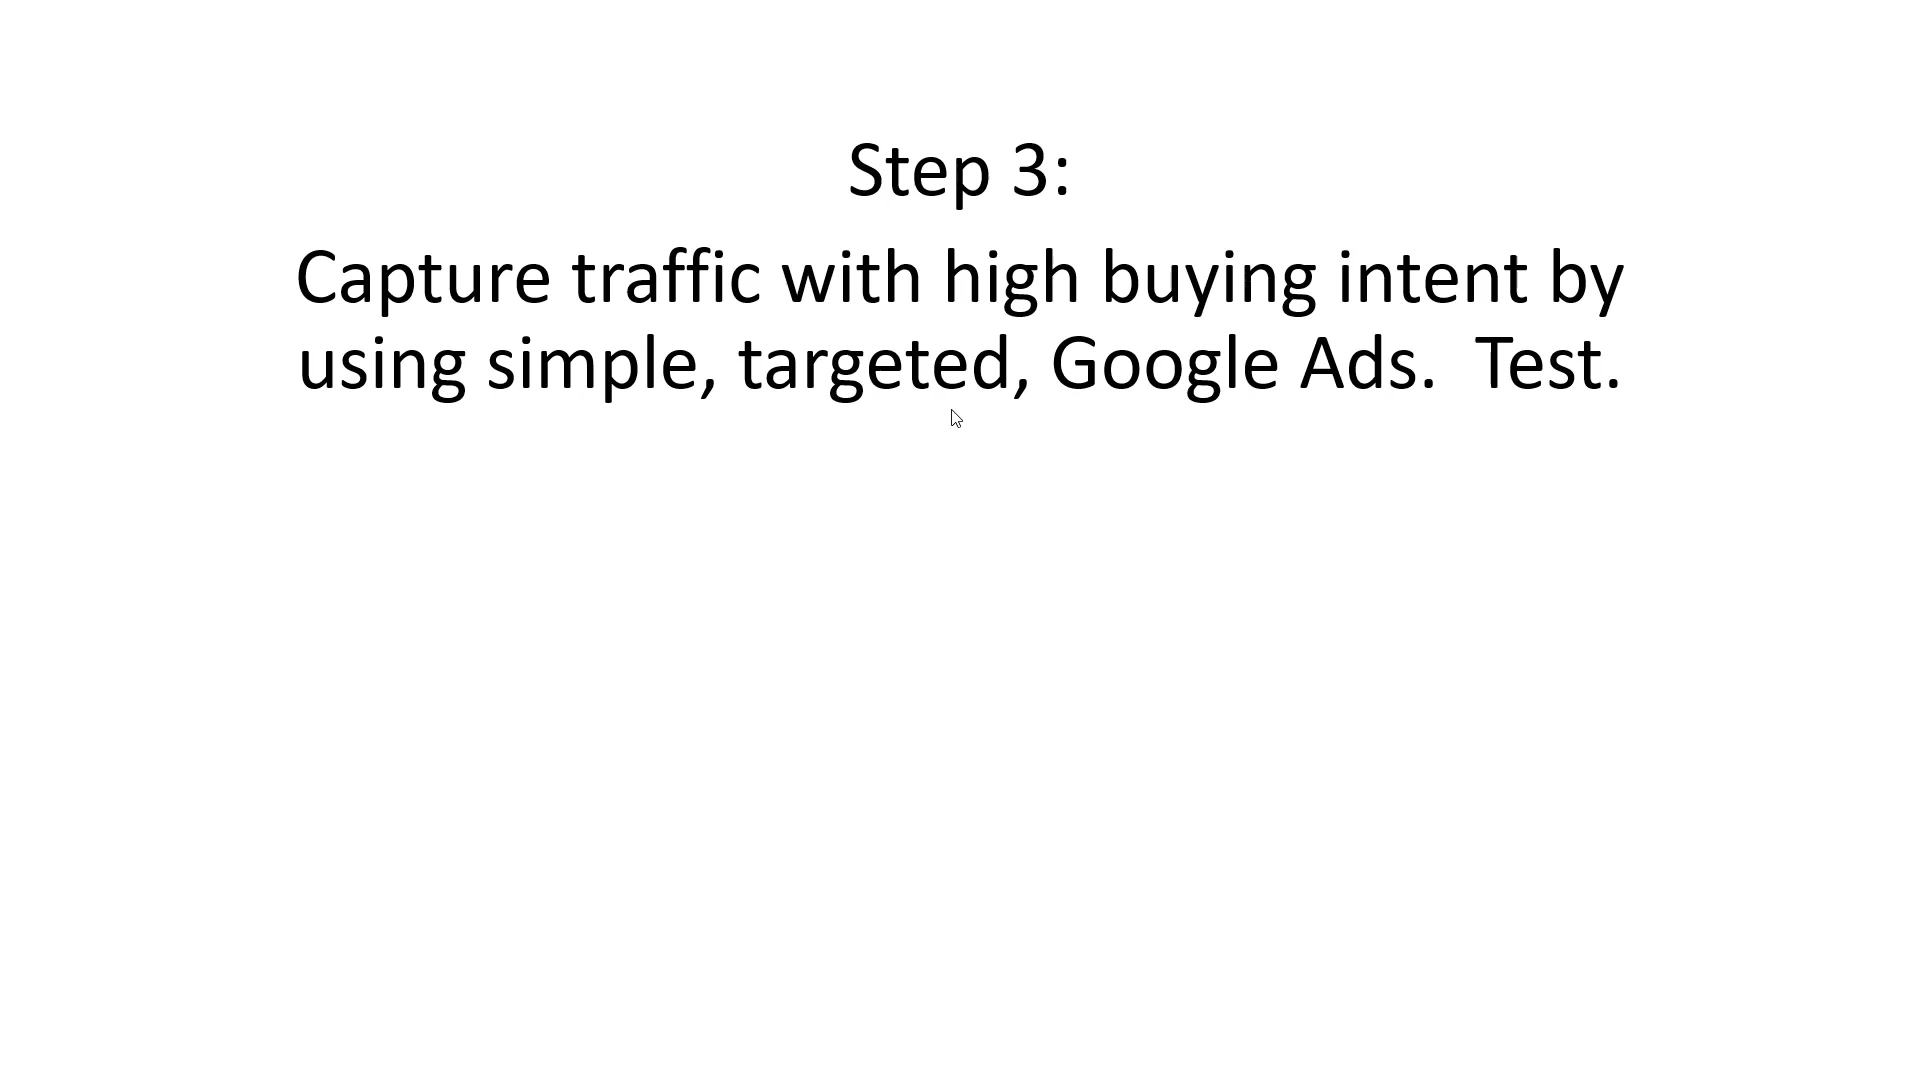 Step 3:
Capture traffic with high buying intent by
using simple, targeted, Google Ads.  Test.